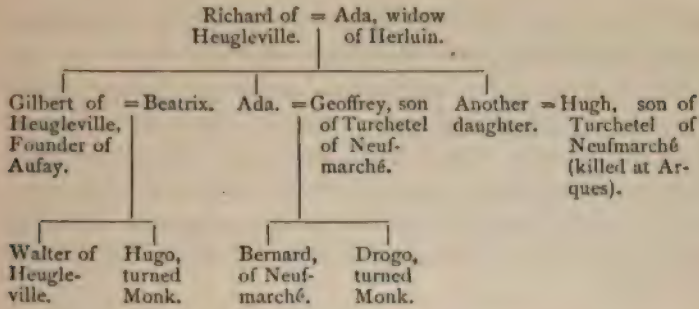 Richard of = Ada, widow
Heugleville. of Herluin.
Gilbert of = Beatrix. Ada. = Geoffrey, son Another = Hugh, son of
Heugleville, of Turchetel daughter. Turchetel of
Founder of of Neuf- Neufmarché
Aufay. marché. (killed at Ar-
ques).
Walter of Hugo, Bernard, Drogo,
Heugle- turned of Neuf- turned
ville. Monk. marché. Monk.